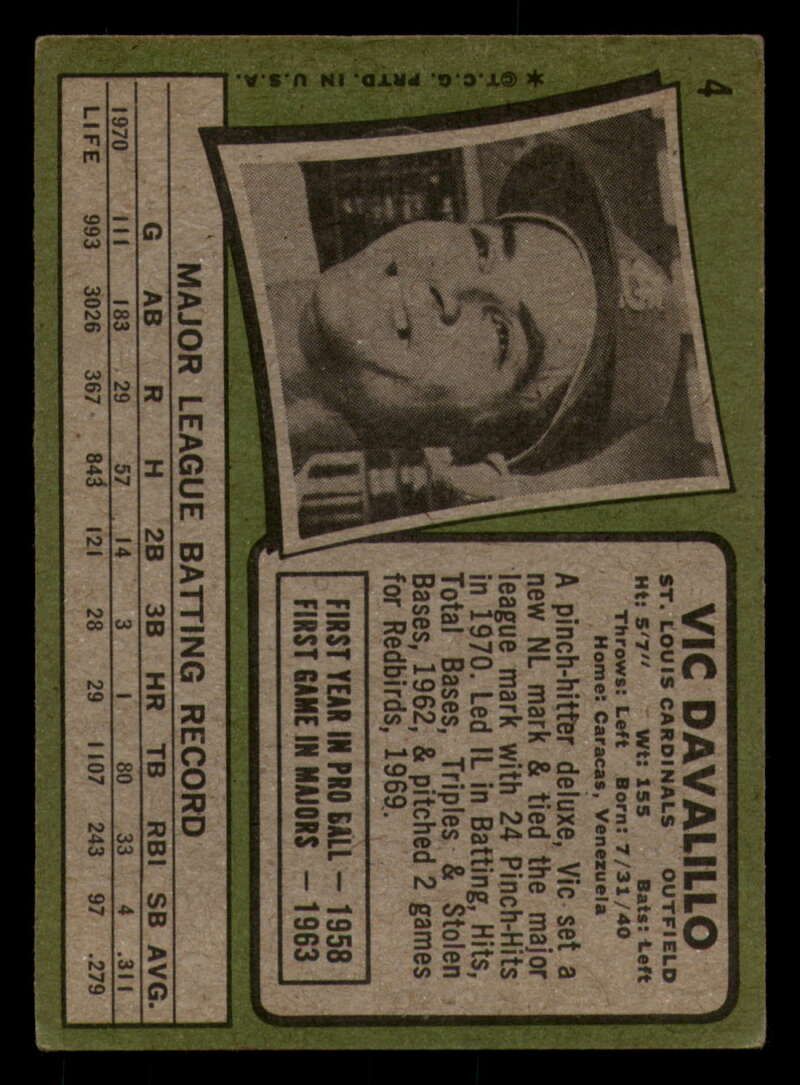 4
✶©T.C.G. PRTD. IN U.S.A.
VIC DAVALILLO
ST. LOUIS CARDINALS OUTFIELD
Ht: 5'7" Wt: 155 Bats: Left
Throws: Left Born: 7/31/40
Home: Caracas, Venezuela
A pinch-hitter deluxe, Vic set a
new NL mark & tied the major
league mark with 24 Pinch-Hits
in 1970. Led IL in Batting, Hits,
Total Bases, Triples & Stolen
Bases, 1962, & pitched 2 games
for Redbirds, 1969.
FIRST YEAR IN PRO BALL — 1958
FIRST GAME IN MAJORS — 1963
MAJOR LEAGUE BATTING RECORD
G AB R H 2B 3B HR TB RBI SB AVG.
1970 111 183 29 57 14 3 1 80 33 4 .311
LIFE 993 3026 367 843 121 28 29 1107 243 97 .279